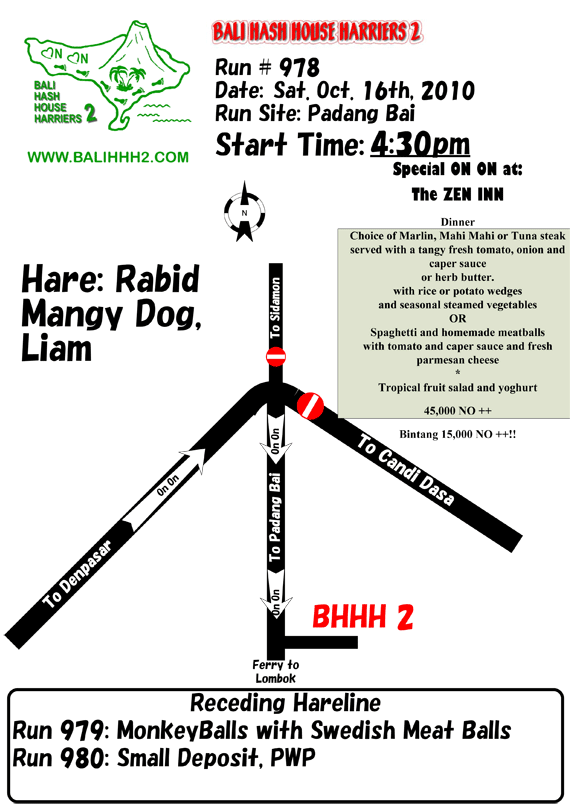 BALI HASH HOUSE HARRIERS 2
ON ON
BALI
HASH
HOUSE
HARRIERS 2
WWW.BALIHHH2.COM
Run # 978
Date: Sat. Oct. 16th, 2010
Run Site: Padang Bai
Start Time: 4:30pm
Special ON ON at:
The ZEN INN
Dinner
Choice of Marlin, Mahi Mahi or Tuna steak
served with a tangy fresh tomato, onion and
caper sauce
or herb butter.
with rice or potato wedges
and seasonal steamed vegetables
OR
Spaghetti and homemade meatballs
with tomato and caper sauce and fresh
parmesan cheese
*
Tropical fruit salad and yoghurt
45,000 NO ++
Bintang 15,000 NO ++!!
N
Hare: Rabid
Mangy Dog,
Liam
To Sidamon
On On
On On
To Padang Bai
To Candi Dasa
To Denpasar
On On
BHHH 2
Ferry to
Lombok
Receding Hareline
Run 979: MonkeyBalls with Swedish Meat Balls
Run 980: Small Deposit, PWP